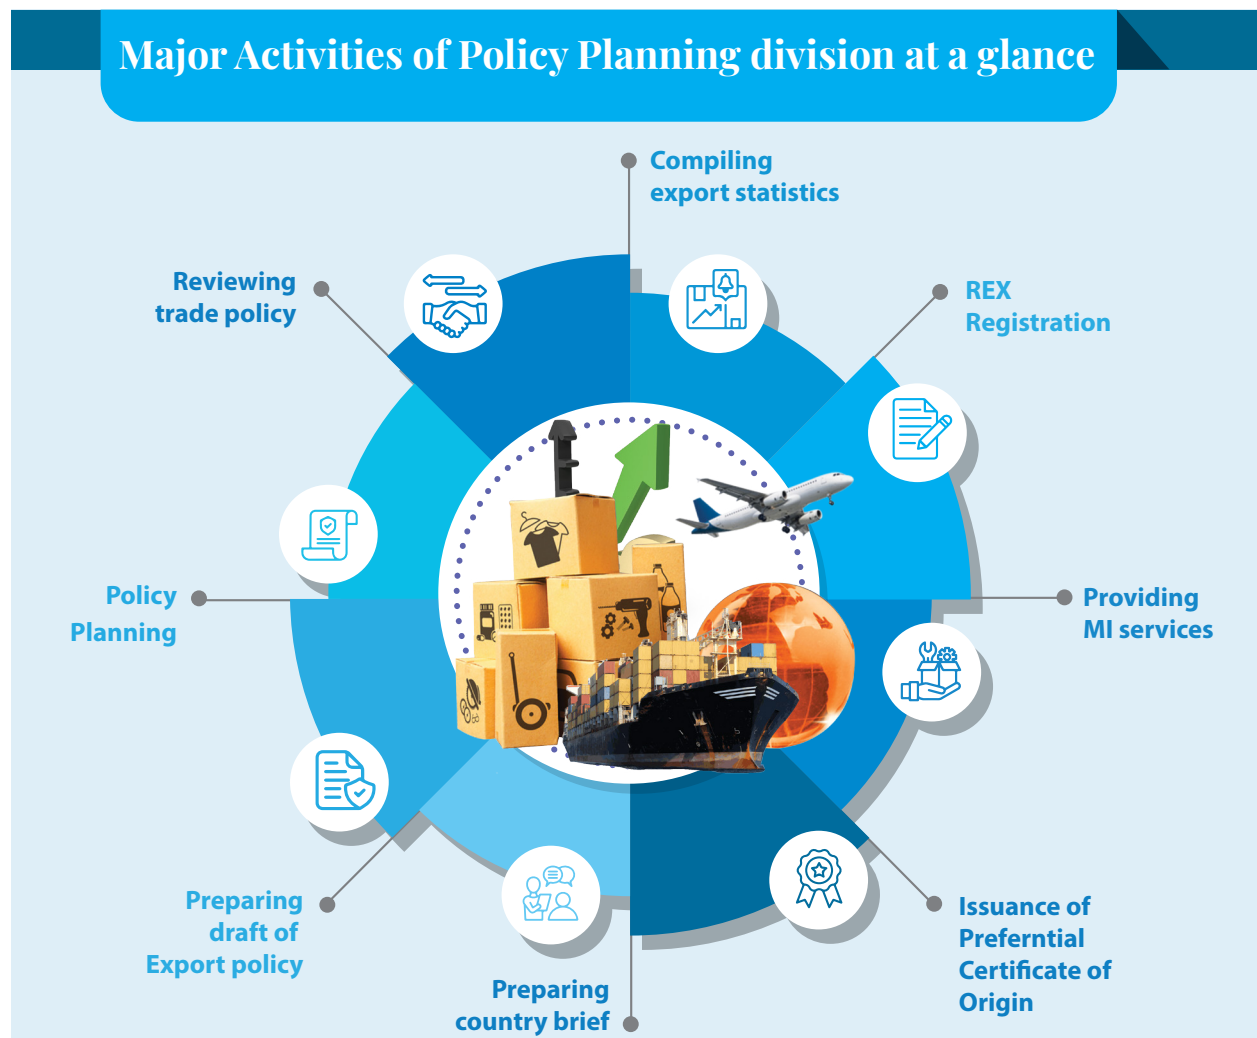 Major Activities of Policy Planning division at a glance
Compiling
export statistics
REX
Registration
Providing
MI services
Issuance of
Preferntial
Certificate of
Origin
Preparing
country brief
Preparing
draft of
Export policy
Policy
Planning
Reviewing
trade policy